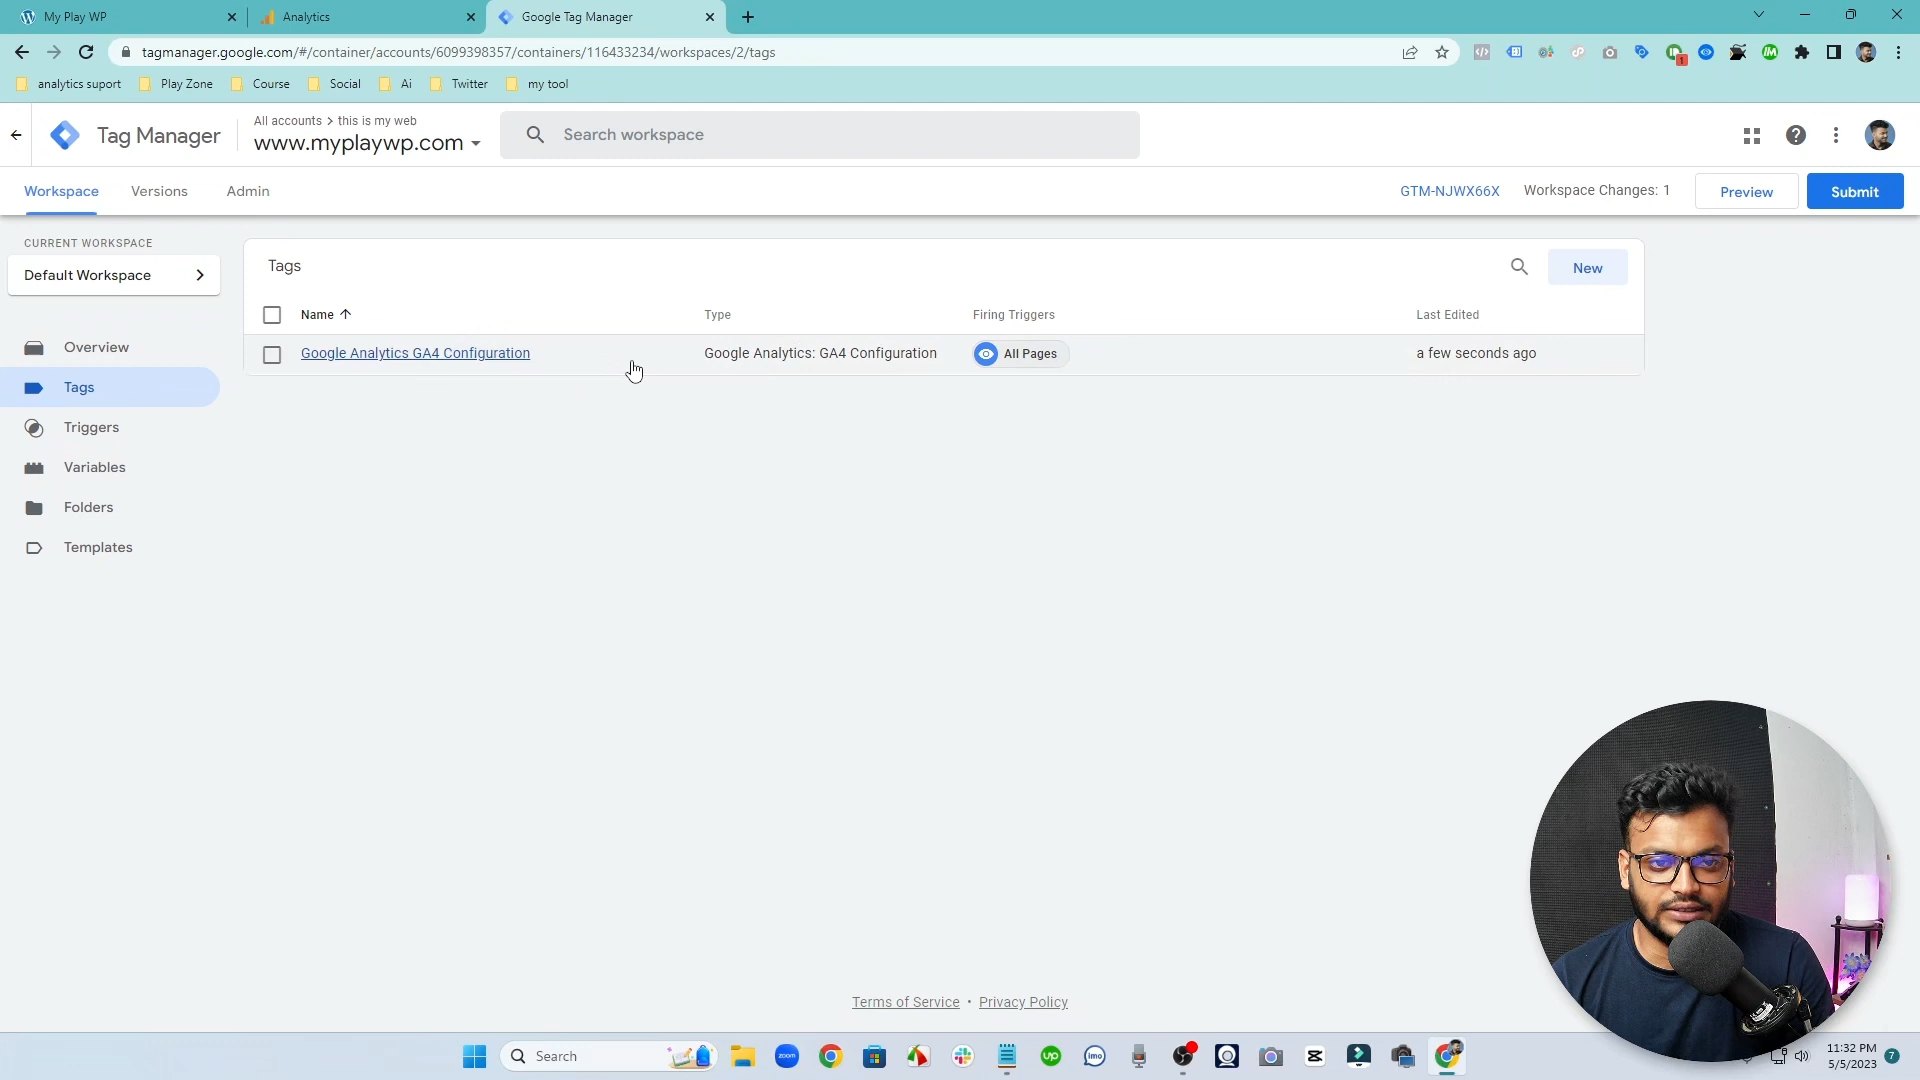 My Play WP
Analytics
Google Tag Manager
tagmanager.google.com/#/container/accounts/6099398357/containers/116433234/workspaces/2/tags
analytics suport
Play Zone
Course
Social
Ai
Twitter
my tool
Tag Manager
All accounts > this is my web
www.myplaywp.com
Search workspace
Workspace
Versions
Admin
GTM-NJWX66X
Workspace Changes: 1
Preview
Submit
CURRENT WORKSPACE
Default Workspace
Overview
Tags
Triggers
Variables
Folders
Templates
Tags
New
Name
Type
Firing Triggers
Last Edited
Google Analytics GA4 Configuration
Google Analytics: GA4 Configuration
All Pages
a few seconds ago
Terms of Service • Privacy Policy
Search
zoom
up
imo
11:32 PM
5/5/2023
7